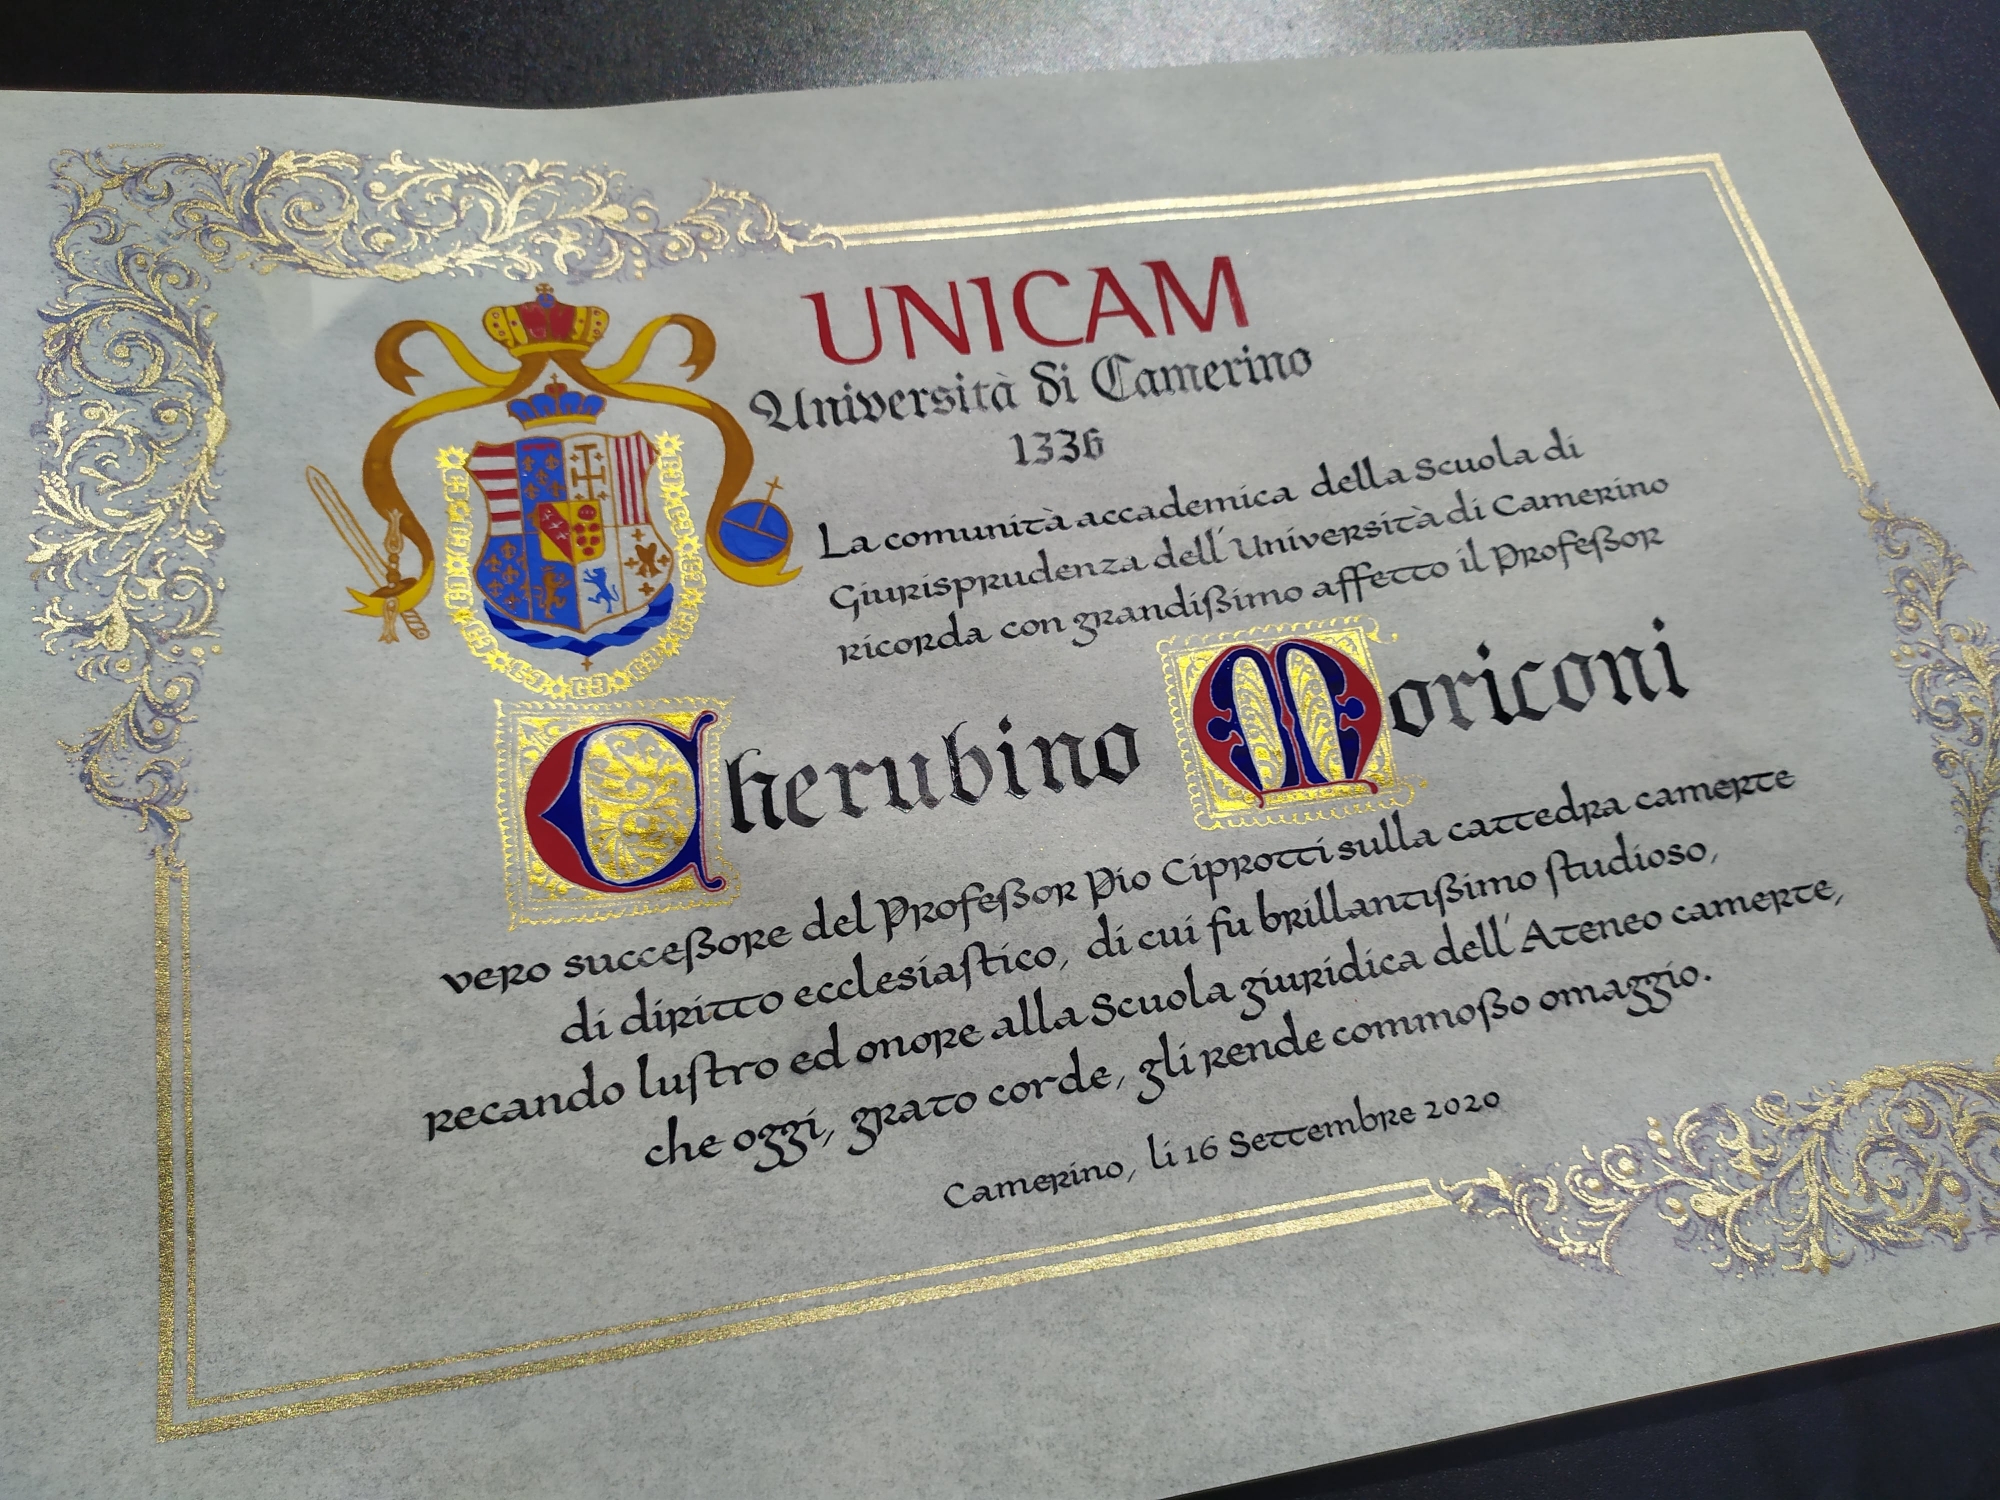 UNICAM
Università di Camerino
1336
La comunità accademica della Scuola di
Giurisprudenza dell'Università di Camerino
ricorda con grandißimo affetto il Profeßor
Cherubino Moriconi
vero succeßore del Profeßor Pio Ciprotti sulla cattedra camerte
di diritto eccleſiaſtico, di cui fu brillantißimo ſtudioso,
recando luſtro ed onore alla Scuola giuridica dell'Ateneo camerte,
che oggi, grato corde, gli rende commoßo omaggio.
Camerino, li 16 Settembre 2020